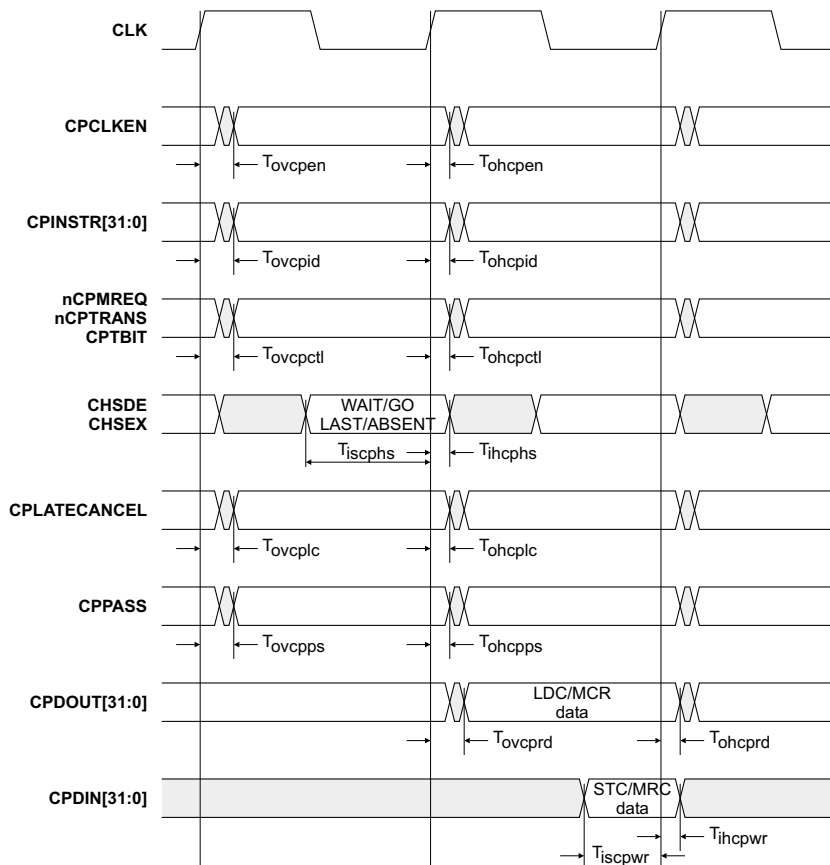 CLK
CPCLKEN
Tovcpen
Tohcpen
CPINSTR[31:0]
Tovcpid
Tohcpid
nCPMREQ
nCPTRANS
CPTBIT
Tovcpctl
Tohcpctl
CHSDE
CHSEX
WAIT/GO
LAST/ABSENT
Tiscphs
Tihcphs
CPLATECANCEL
Tovcplc
Tohcplc
CPPASS
Tovcpps
Tohcpps
CPDOUT[31:0]
LDC/MCR
data
Tovcprd
Tohcprd
CPDIN[31:0]
STC/MRC
data
Tihcpwr
Tiscpwr